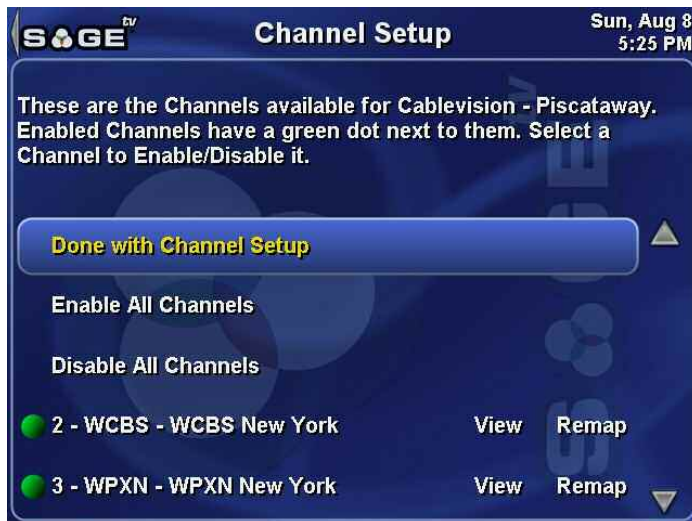 SAGE tv
Channel Setup
Sun, Aug 8
5:25 PM
These are the Channels available for Cablevision - Piscataway.
Enabled Channels have a green dot next to them. Select a
Channel to Enable/Disable it.
Done with Channel Setup
Enable All Channels
Disable All Channels
2 - WCBS - WCBS New York View Remap
3 - WPXN - WPXN New York View Remap